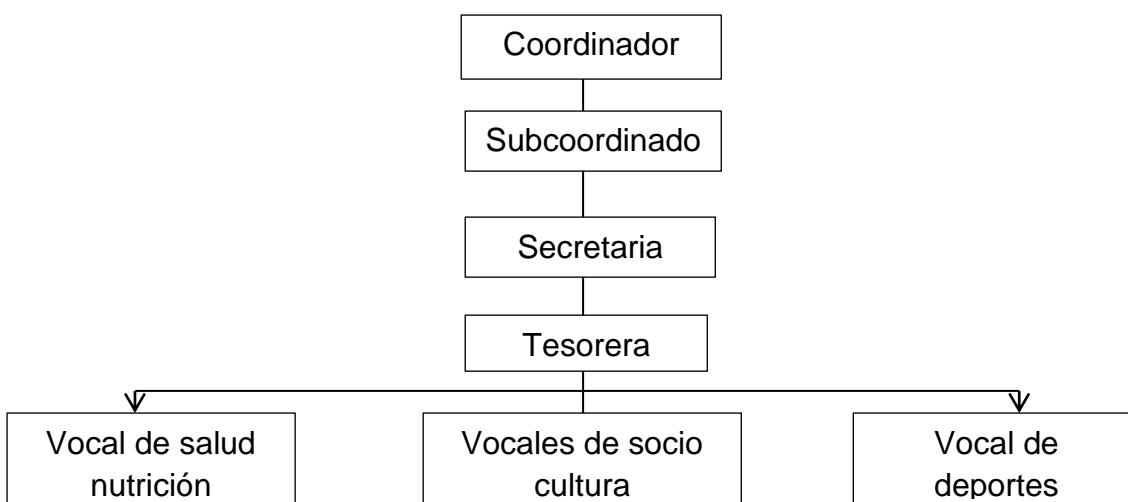 Coordinador
Subcoordinado
Secretaria
Tesorera
Vocal de salud
nutrición
Vocales de socio
cultura
Vocal de
deportes